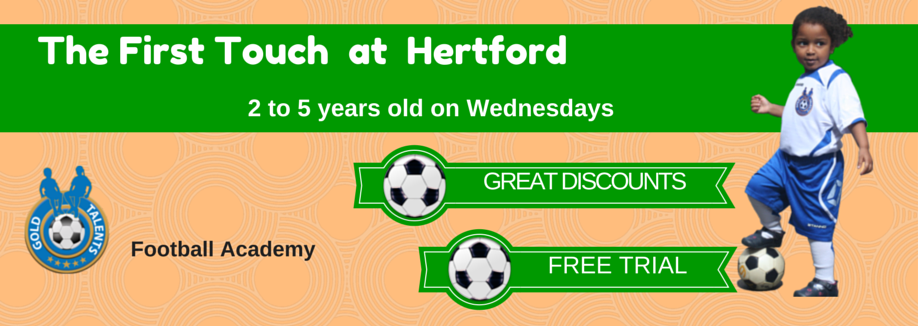 The First Touch at Hertford
2 to 5 years old on Wednesdays
GREAT DISCOUNTS
GOLD TALENTS
Football Academy
FREE TRIAL